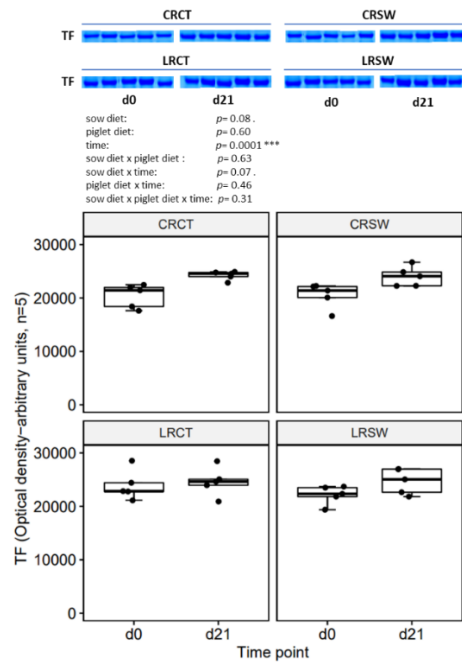 CRCT CRSW
TF
LRCT LRSW
TF
d0 d21 d0 d21
sow diet: p= 0.08 .
piglet diet: p= 0.60
time: p= 0.0001 ***
sow diet x piglet diet : p= 0.63
sow diet x time: p= 0.07 .
piglet diet x time: p= 0.46
sow diet x piglet diet x time: p= 0.31
TF (Optical density−arbitrary units, n=5)
CRCT CRSW
30000
20000
10000
0
LRCT LRSW
30000
20000
10000
0
d0 d21 d0 d21
Time point